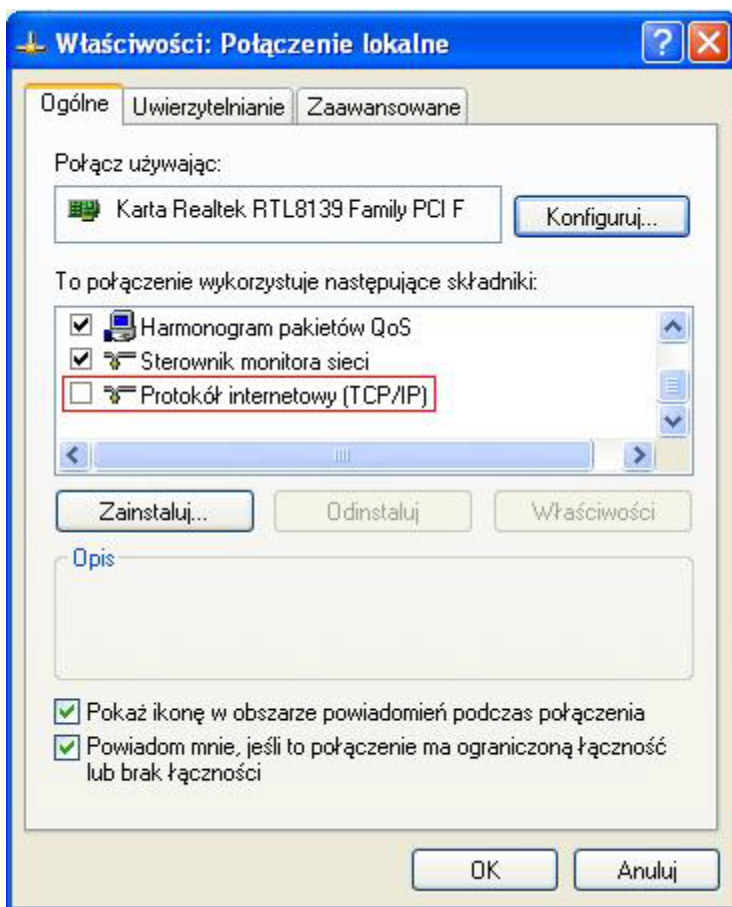 Właściwości: Połączenie lokalne
Ogólne
Uwierzytelnianie
Zaawansowane
Połącz używając:
Karta Realtek RTL8139 Family PCI F
Konfiguruj...
To połączenie wykorzystuje następujące składniki:
Harmonogram pakietów QoS
Sterownik monitora sieci
Protokół internetowy (TCP/IP)
Zainstaluj...
Odinstaluj
Właściwości
Opis
Pokaż ikonę w obszarze powiadomień podczas połączenia
Powiadom mnie, jeśli to połączenie ma ograniczoną łączność
lub brak łączności
OK
Anuluj